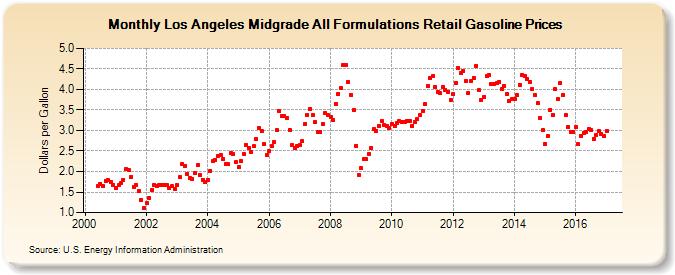 Monthly Los Angeles Midgrade All Formulations Retail Gasoline Prices
Dollars per Gallon
5.0
4.5
4.0
3.5
3.0
2.5
2.0
1.5
1.0
2000 2002 2004 2006 2008 2010 2012 2014 2016
Source: U.S. Energy Information Administration